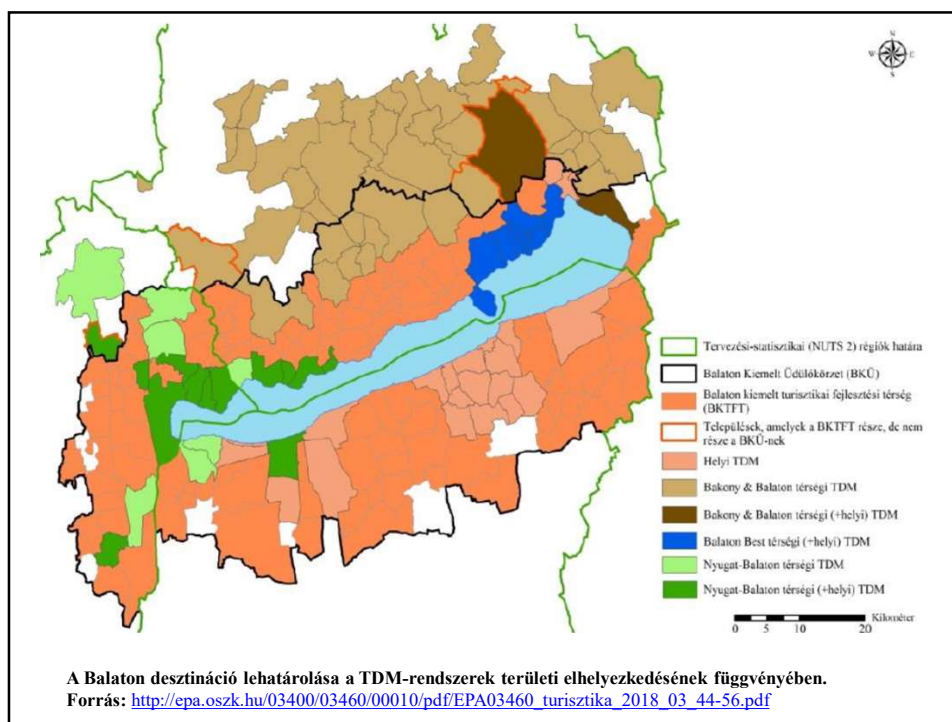 N
W
E
S
Tervezési-statisztikai (NUTS 2) régiók határa
Balaton Kiemelt Üdülőkörzet (BKÜ)
Balaton kiemelt turisztikai fejlesztési térség
(BKTFT)
Települések, amelyek a BKTFT része, de nem
része a BKÜ-nek
Helyi TDM
Bakony & Balaton térségi TDM
Bakony & Balaton térségi (+helyi) TDM
Balaton Best térségi (+helyi) TDM
Nyugat-Balaton térségi TDM
Nyugat-Balaton térségi (+helyi) TDM
Kilométer
0 5 10 20
A Balaton desztináció lehatárolása a TDM-rendszerek területi elhelyezkedésének függvényében.
Forrás: http://epa.oszk.hu/03400/03460/00010/pdf/EPA03460_turisztika_2018_03_44-56.pdf